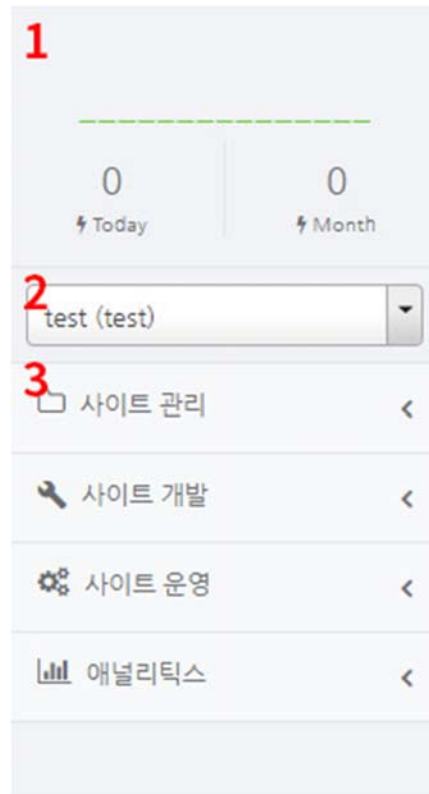 1
0 0
Today Month
2
test (test)
3
사이트 관리
사이트 개발
사이트 운영
애널리틱스